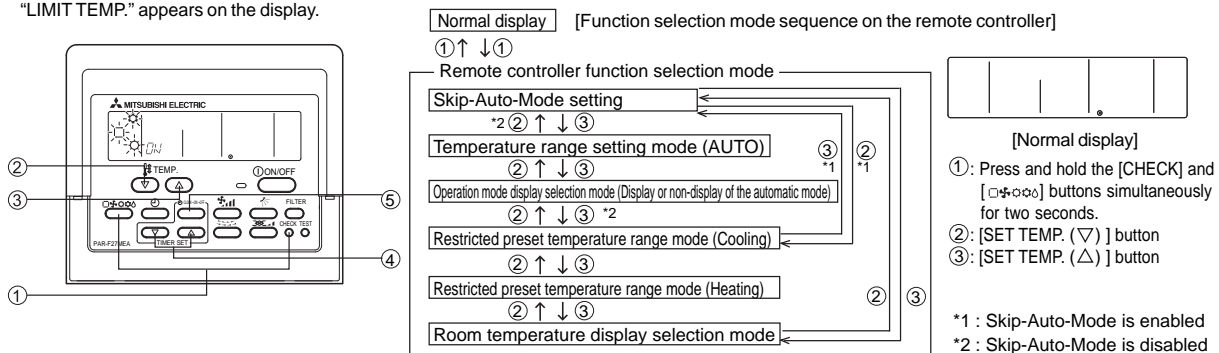 "LIMIT TEMP." appears on the display.
MITSUBISHI ELECTRIC
ON
TEMP.
ON/OFF
FILTER
CHECK TEST
PAR-F27MEA
TIMER SET
②
③
①
⑤
④
Normal display [Function selection mode sequence on the remote controller]
①↑ ↓①
Remote controller function selection mode
Skip-Auto-Mode setting
*2 ② ↑ ↓ ③
Temperature range setting mode (AUTO)
② ↑ ↓ ③
Operation mode display selection mode (Display or non-display of the automatic mode)
② ↑ ↓ ③ *2
Restricted preset temperature range mode (Cooling)
② ↑ ↓ ③
Restricted preset temperature range mode (Heating)
② ↑ ↓ ③
Room temperature display selection mode
③ ②
*1 *1
② ③
[Normal display]
①: Press and hold the [CHECK] and
[ ] buttons simultaneously
for two seconds.
②: [SET TEMP. (▽) ] button
③: [SET TEMP. (△) ] button
*1 : Skip-Auto-Mode is enabled
*2 : Skip-Auto-Mode is disabled